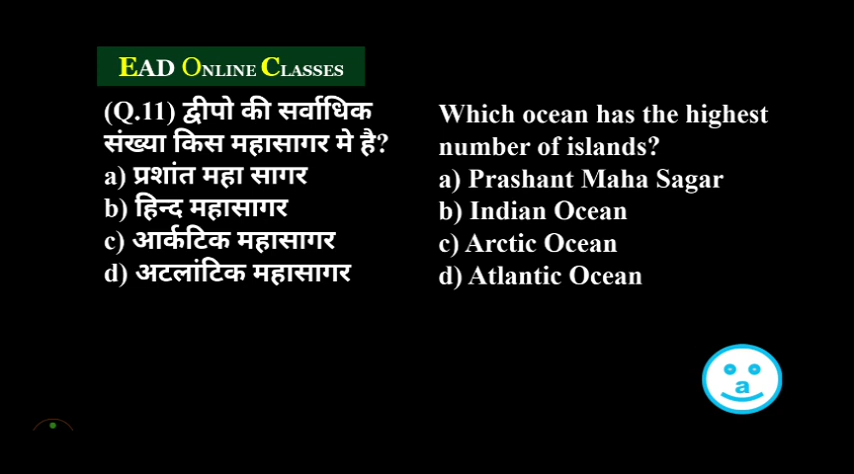 EAD ONLINE CLASSES
(Q.11) द्वीपो की सर्वाधिक
संख्या किस महासागर मे है?
a) प्रशांत महा सागर
b) हिन्द महासागर
c) आर्कटिक महासागर
d) अटलांटिक महासागर
Which ocean has the highest
number of islands?
a) Prashant Maha Sagar
b) Indian Ocean
c) Arctic Ocean
d) Atlantic Ocean
a